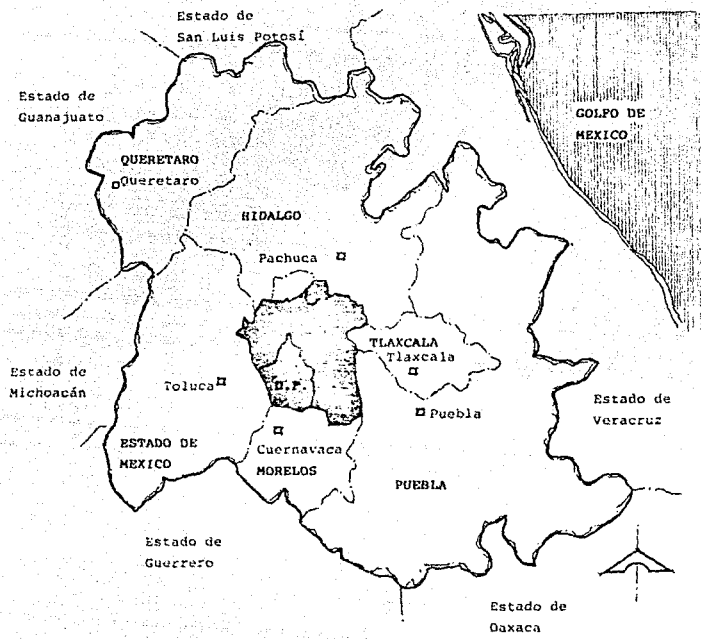 Estado de
San Luis Potosí
Estado de
Guanajuato
GOLFO DE
MEXICO
QUERETARO
Queretaro
HIDALGO
Pachuca
TLAXCALA
Tlaxcala
Estado de
Michoacán
Toluca
D.F.
Puebla
Estado de
Veracruz
Cuernavaca
MORELOS
ESTADO DE
MEXICO
PUEBLA
Estado de
Guerrero
Estado de
Oaxaca